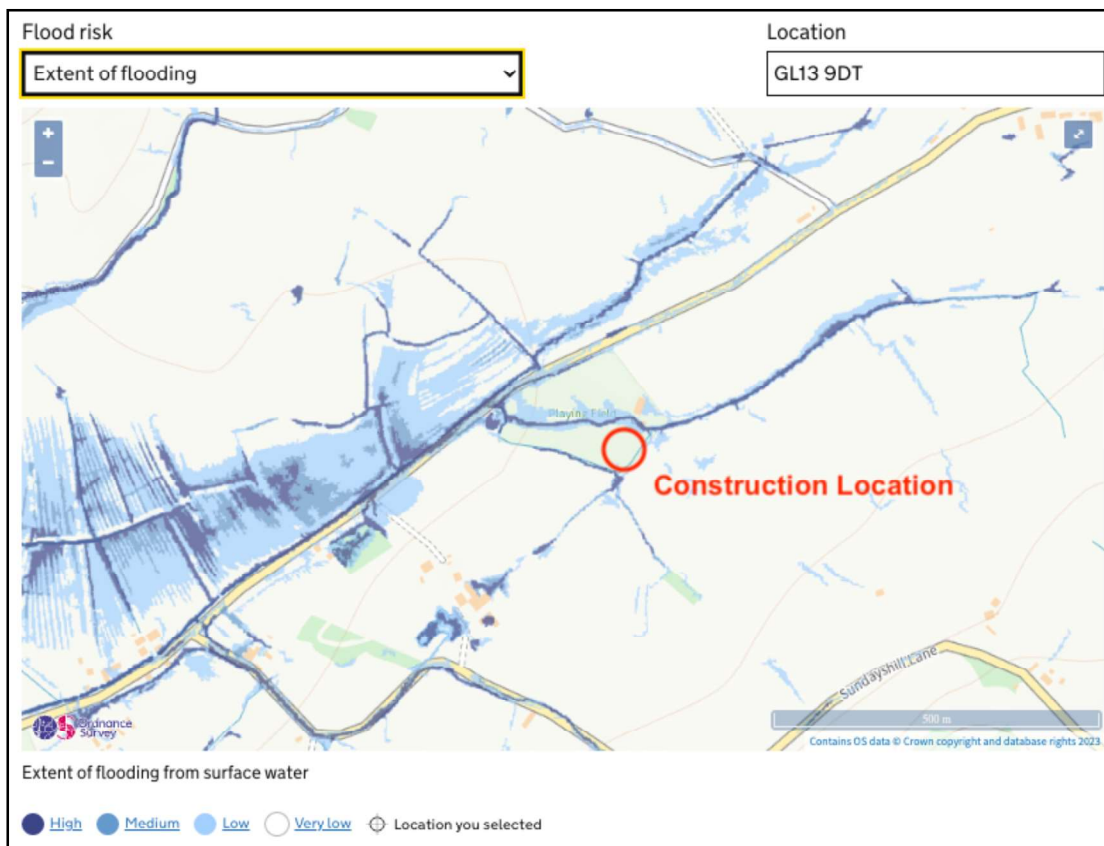 Flood risk
Location
Extent of flooding
GL13 9DT
+
−
Playing Field
Construction Location
Sundayshill Lane
Ordnance
Survey
500 m
Contains OS data © Crown copyright and database rights 2023
Extent of flooding from surface water
High Medium Low Very low Location you selected